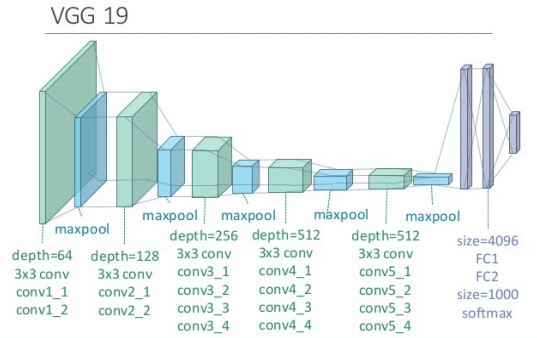 VGG 19
maxpool
maxpool
maxpool
maxpool
maxpool
depth=64
3x3 conv
conv1_1
conv1_2
depth=128
3x3 conv
conv2_1
conv2_2
depth=256
3x3 conv
conv3_1
conv3_2
conv3_3
conv3_4
depth=512
3x3 conv
conv4_1
conv4_2
conv4_3
conv4_4
depth=512
3x3 conv
conv5_1
conv5_2
conv5_3
conv5_4
size=4096
FC1
FC2
size=1000
softmax